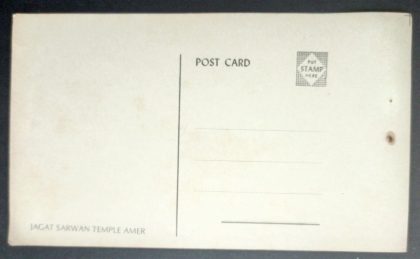 POST CARD
PUT
STAMP
HERE
JAGAT SARWAN TEMPLE AMER